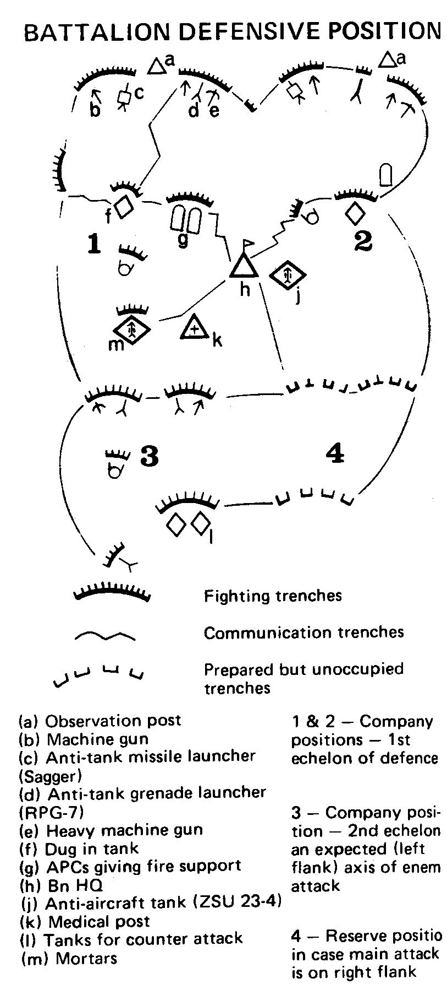 BATTALION DEFENSIVE POSITION
a
a
b
c
d
e
f
g
1
2
h
j
m
k
3
4
l
Fighting trenches
Communication trenches
Prepared but unoccupied
trenches
(a) Observation post
(b) Machine gun
(c) Anti-tank missile launcher
(Sagger)
(d) Anti-tank grenade launcher
(RPG-7)
(e) Heavy machine gun
(f) Dug in tank
(g) APCs giving fire support
(h) Bn HQ
(j) Anti-aircraft tank (ZSU 23-4)
(k) Medical post
(l) Tanks for counter attack
(m) Mortars
1 & 2 — Company
positions — 1st
echelon of defence
3 — Company posi-
tion — 2nd echelon
an expected (left
flank) axis of enem
attack
4 — Reserve positio
in case main attack
is on right flank